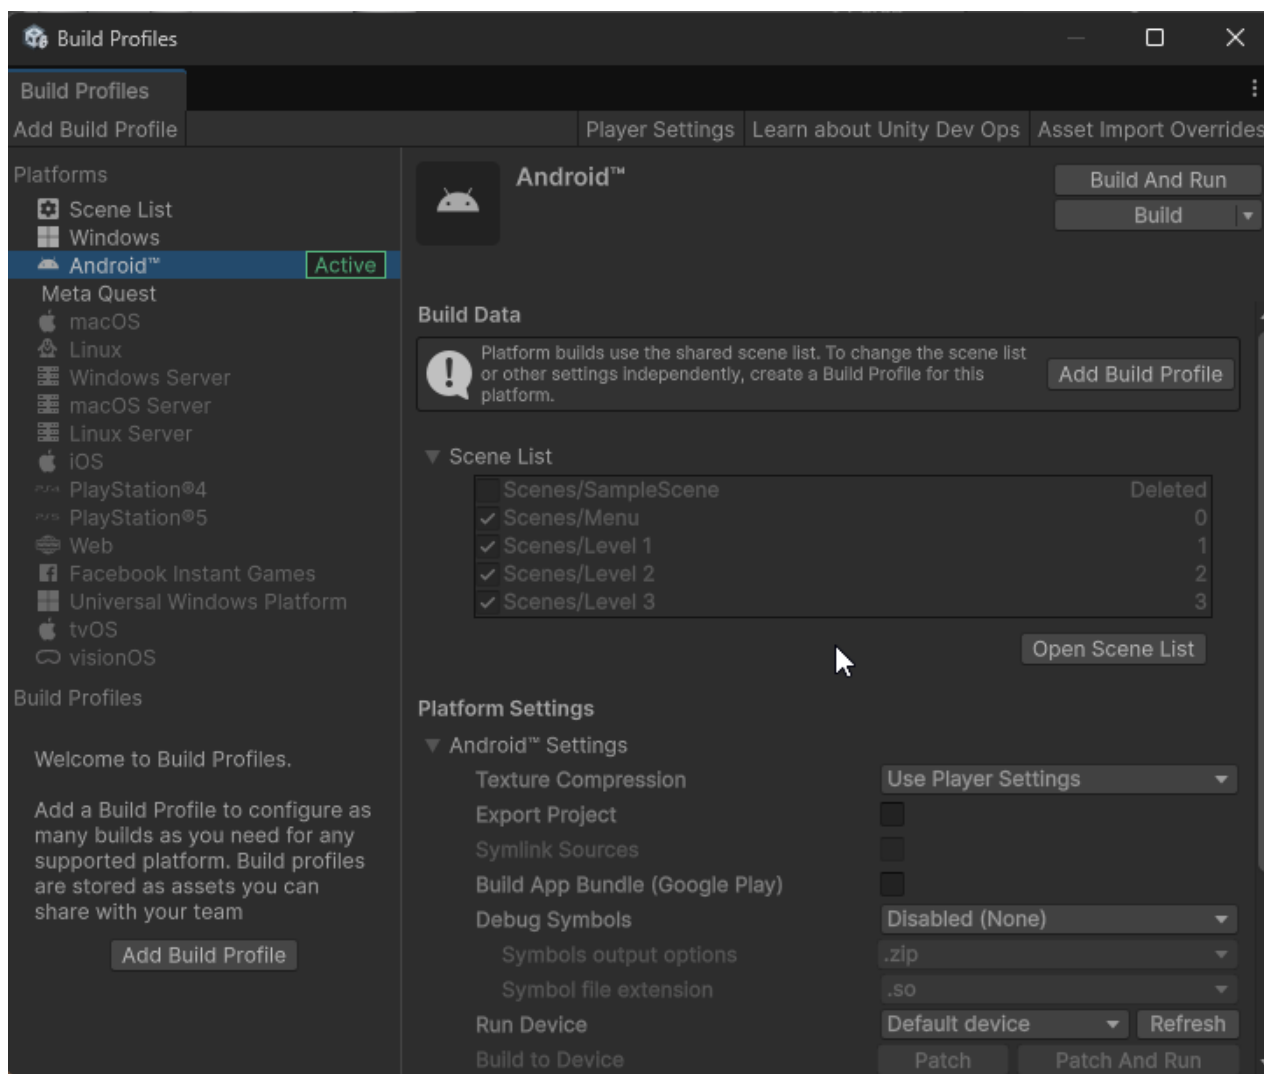 Build Profiles
Build Profiles
Add Build Profile
Player Settings
Learn about Unity Dev Ops
Asset Import Overrides
Platforms
Scene List
Windows
Android™
Active
Meta Quest
macOS
Linux
Windows Server
macOS Server
Linux Server
iOS
PlayStation®4
PlayStation®5
Web
Facebook Instant Games
Universal Windows Platform
tvOS
visionOS
Build Profiles
Welcome to Build Profiles.
Add a Build Profile to configure as
many builds as you need for any
supported platform. Build profiles
are stored as assets you can
share with your team
Add Build Profile
Android™
Build And Run
Build
Build Data
Platform builds use the shared scene list. To change the scene list
or other settings independently, create a Build Profile for this
platform.
Add Build Profile
Scene List
Scenes/SampleScene Deleted
Scenes/Menu 0
Scenes/Level 1 1
Scenes/Level 2 2
Scenes/Level 3 3
Open Scene List
Platform Settings
Android™ Settings
Texture Compression Use Player Settings
Export Project
Symlink Sources
Build App Bundle (Google Play)
Debug Symbols Disabled (None)
Symbols output options .zip
Symbol file extension .so
Run Device Default device Refresh
Build to Device Patch Patch And Run